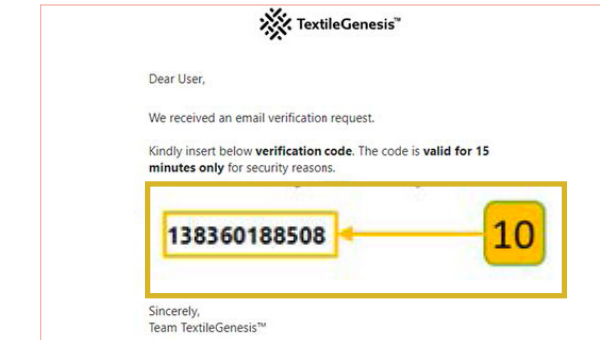 TextileGenesis™
Dear User,
We received an email verification request.
Kindly insert below verification code. The code is valid for 15
minutes only for security reasons.
138360188508
10
Sincerely,
Team TextileGenesis™